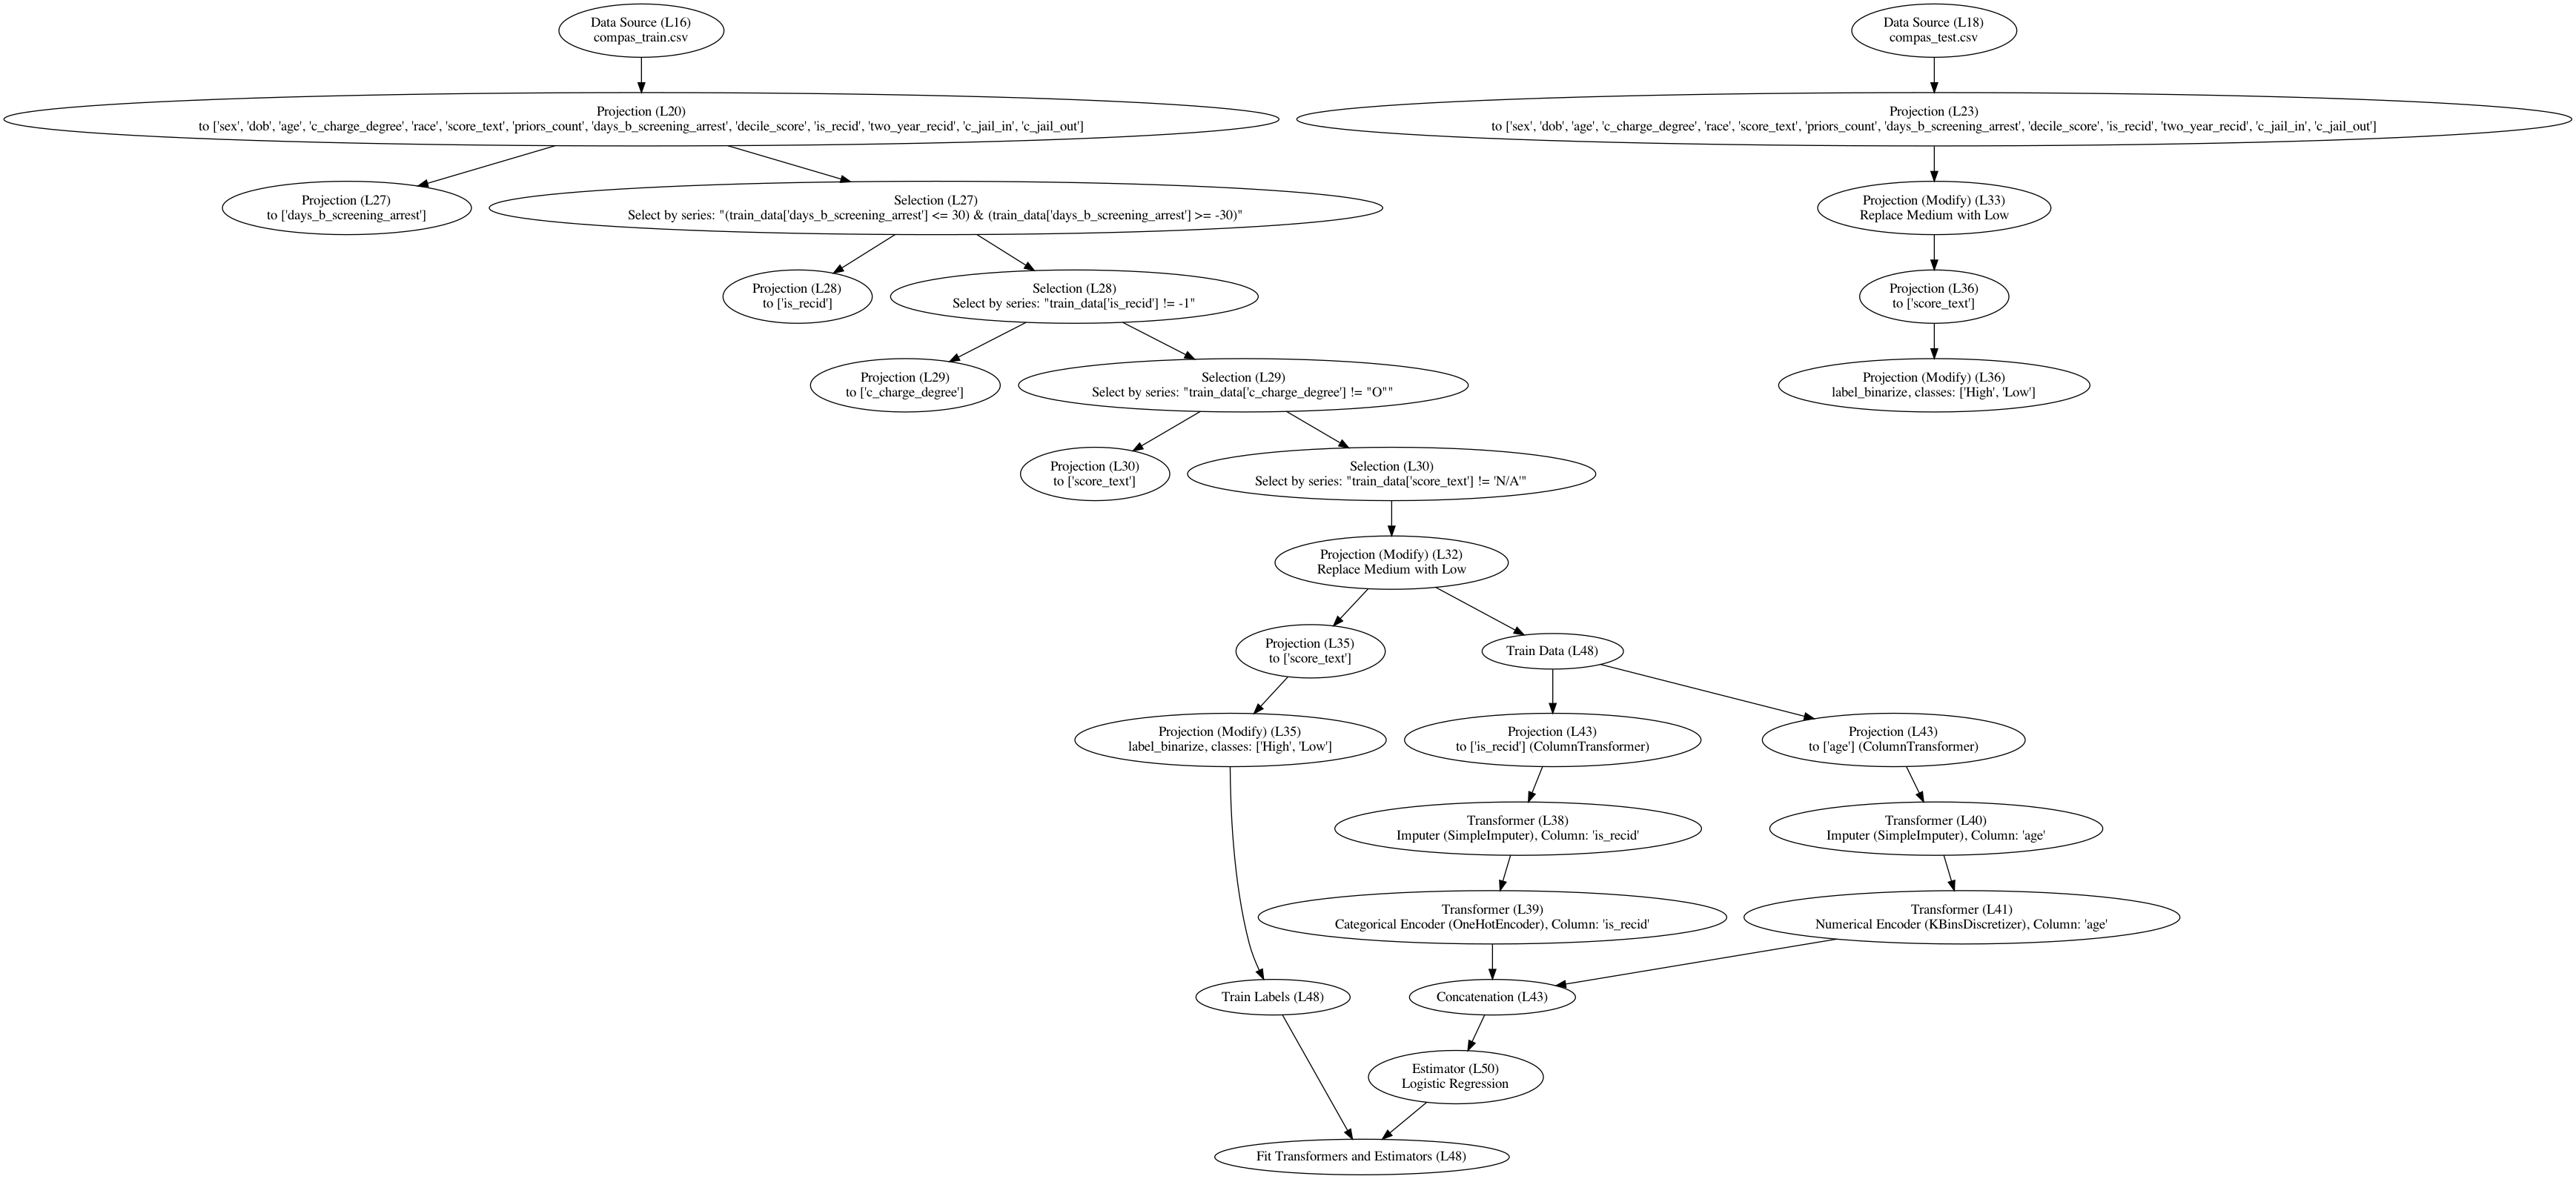 Data Source (L16)
compas_train.csv
Data Source (L18)
compas_test.csv
Projection (L20)
to ['sex', 'dob', 'age', 'c_charge_degree', 'race', 'score_text', 'priors_count', 'days_b_screening_arrest', 'decile_score', 'is_recid', 'two_year_recid', 'c_jail_in', 'c_jail_out']
Projection (L23)
to ['sex', 'dob', 'age', 'c_charge_degree', 'race', 'score_text', 'priors_count', 'days_b_screening_arrest', 'decile_score', 'is_recid', 'two_year_recid', 'c_jail_in', 'c_jail_out']
Projection (L27)
to ['days_b_screening_arrest']
Selection (L27)
Select by series: "(train_data['days_b_screening_arrest'] <= 30) & (train_data['days_b_screening_arrest'] >= -30)"
Projection (Modify) (L33)
Replace Medium with Low
Projection (L28)
to ['is_recid']
Selection (L28)
Select by series: "train_data['is_recid'] != -1"
Projection (L36)
to ['score_text']
Projection (L29)
to ['c_charge_degree']
Selection (L29)
Select by series: "train_data['c_charge_degree'] != "O""
Projection (Modify) (L36)
label_binarize, classes: ['High', 'Low']
Projection (L30)
to ['score_text']
Selection (L30)
Select by series: "train_data['score_text'] != 'N/A'"
Projection (Modify) (L32)
Replace Medium with Low
Projection (L35)
to ['score_text']
Train Data (L48)
Projection (Modify) (L35)
label_binarize, classes: ['High', 'Low']
Projection (L43)
to ['is_recid'] (ColumnTransformer)
Projection (L43)
to ['age'] (ColumnTransformer)
Transformer (L38)
Imputer (SimpleImputer), Column: 'is_recid'
Transformer (L40)
Imputer (SimpleImputer), Column: 'age'
Transformer (L39)
Categorical Encoder (OneHotEncoder), Column: 'is_recid'
Transformer (L41)
Numerical Encoder (KBinsDiscretizer), Column: 'age'
Train Labels (L48)
Concatenation (L43)
Estimator (L50)
Logistic Regression
Fit Transformers and Estimators (L48)